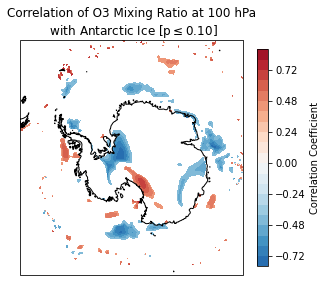 Correlation of O3 Mixing Ratio at 100 hPa
with Antarctic Ice [p ≤ 0.10]
0.72
0.48
0.24
0.00
−0.24
−0.48
−0.72
Correlation Coefficient